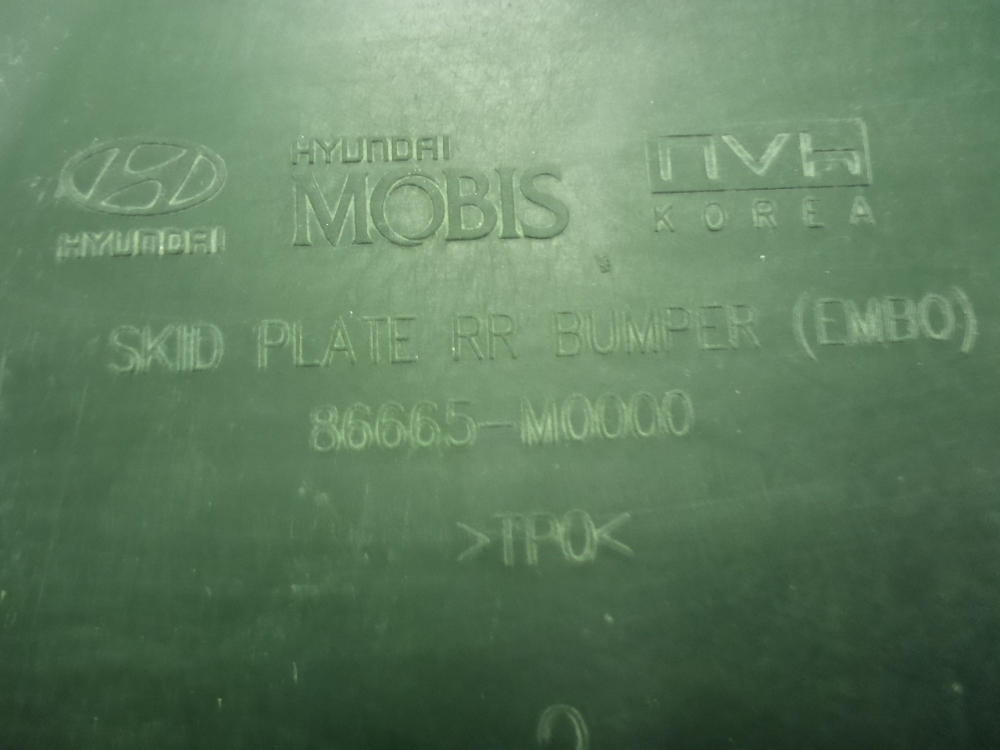 HYUNDAI
HYUNDAI
MOBIS
NVH
KOREA
SKID PLATE RR BUMPER (EMBO)
86665-M0000
>TPO<